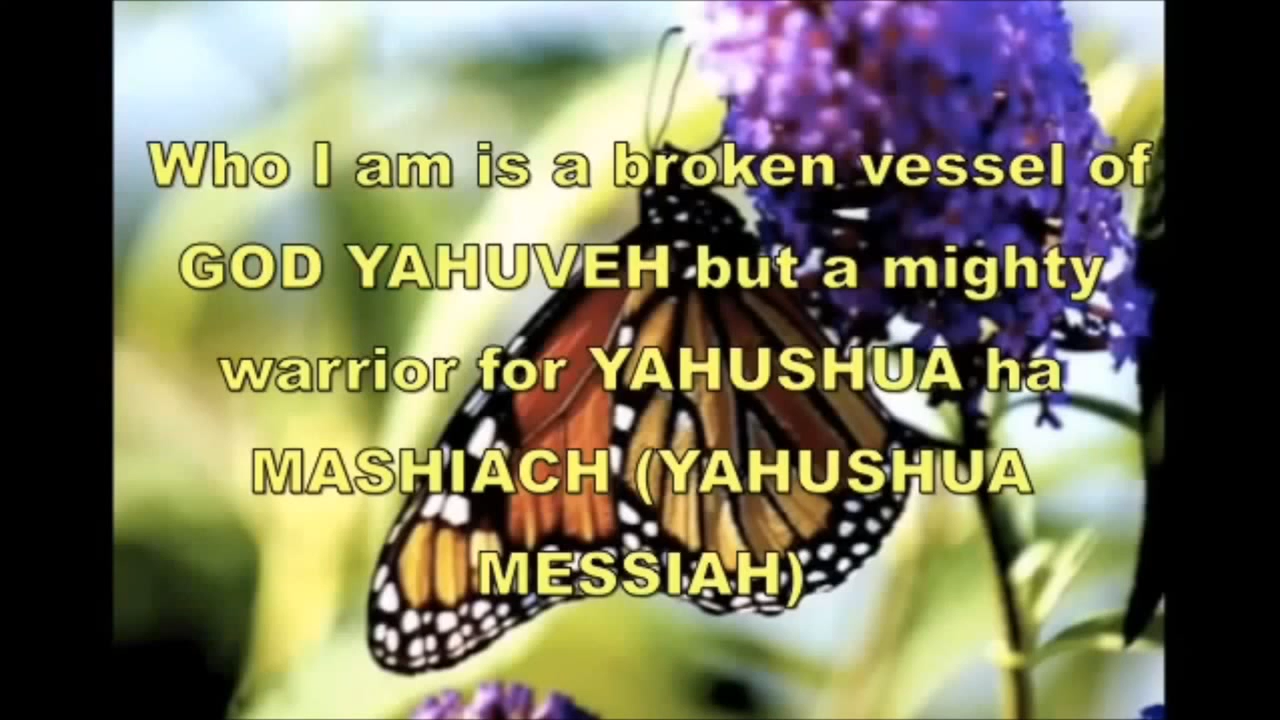 Who I am is a broken vessel of
GOD YAHUVEH but a mighty
warrior for YAHUSHUA ha
MASHIACH (YAHUSHUA
MESSIAH)